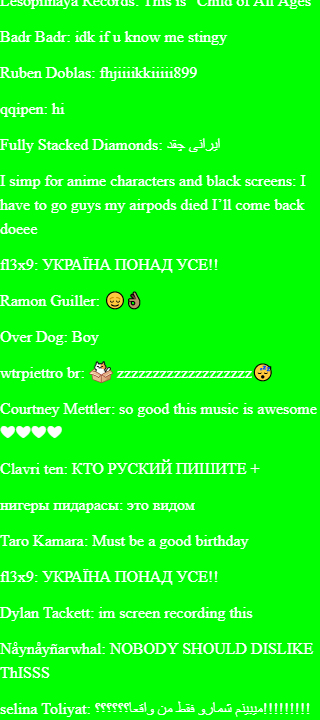 Lesopilnaya Records: This is "Child of All Ages"
Badr Badr: idk if u know me stingy
Ruben Doblas: fhjiiiikkiiiii899
qqipen: hi
Fully Stacked Diamonds: ایرانی چقد
I simp for anime characters and black screens: I
have to go guys my airpods died I'll come back
doeee
fl3x9: УКРАЇНА ПОНАД УСЕ!!
Ramon Guiller: 😌👌🏿
Over Dog: Boy
wtrpiettro br: zzzzzzzzzzzzzzzzzzzz😴
Courtney Mettler: so good this music is awesome
🤍🤍🤍🤍
Clavri ten: КТО РУСКИЙ ПИШИТЕ +
нигеры пидарасы: это видом
Taro Kamara: Must be a good birthday
fl3x9: УКРАЇНА ПОНАД УСЕ!!
Dylan Tackett: im screen recording this
Nåynåyñarwhal: NOBODY SHOULD DISLIKE
ThISSS
selina Toliyat: میبینم شمارو فقط من واقعا؟؟؟؟؟؟!!!!!!!!!